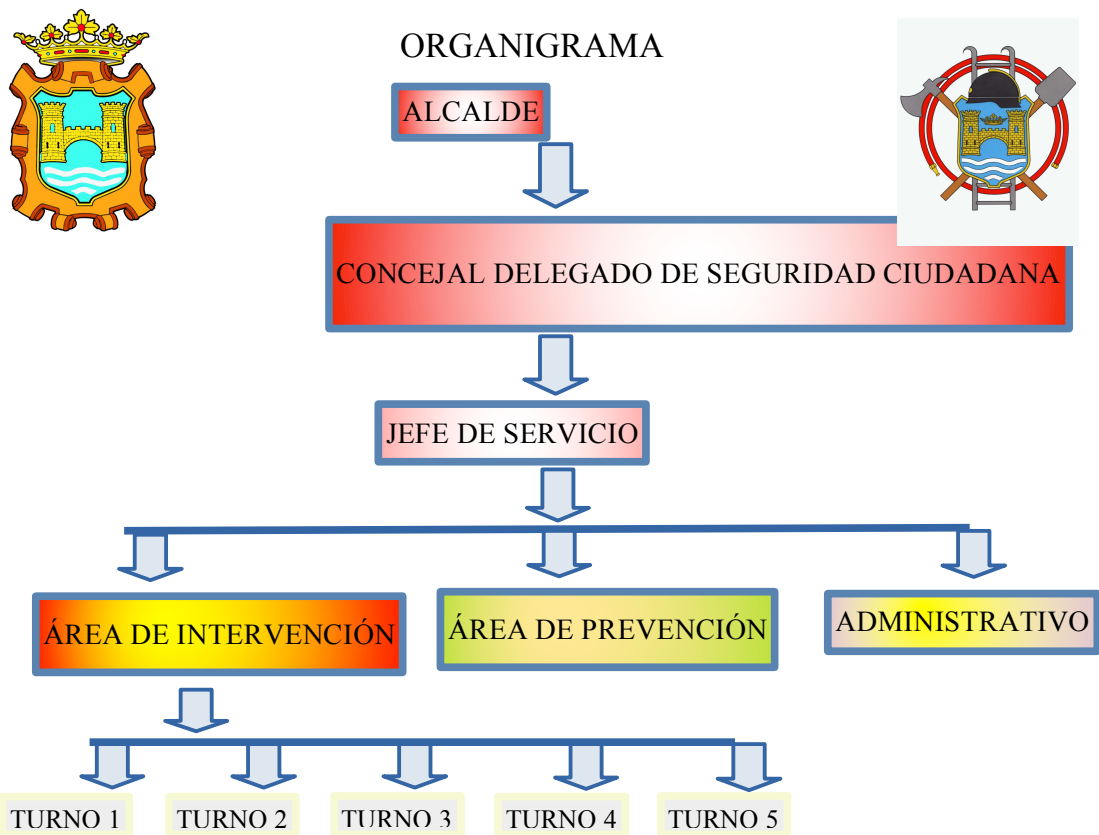 ORGANIGRAMA
ALCALDE
CONCEJAL DELEGADO DE SEGURIDAD CIUDADANA
JEFE DE SERVICIO
ÁREA DE INTERVENCIÓN
ÁREA DE PREVENCIÓN
ADMINISTRATIVO
TURNO 1
TURNO 2
TURNO 3
TURNO 4
TURNO 5